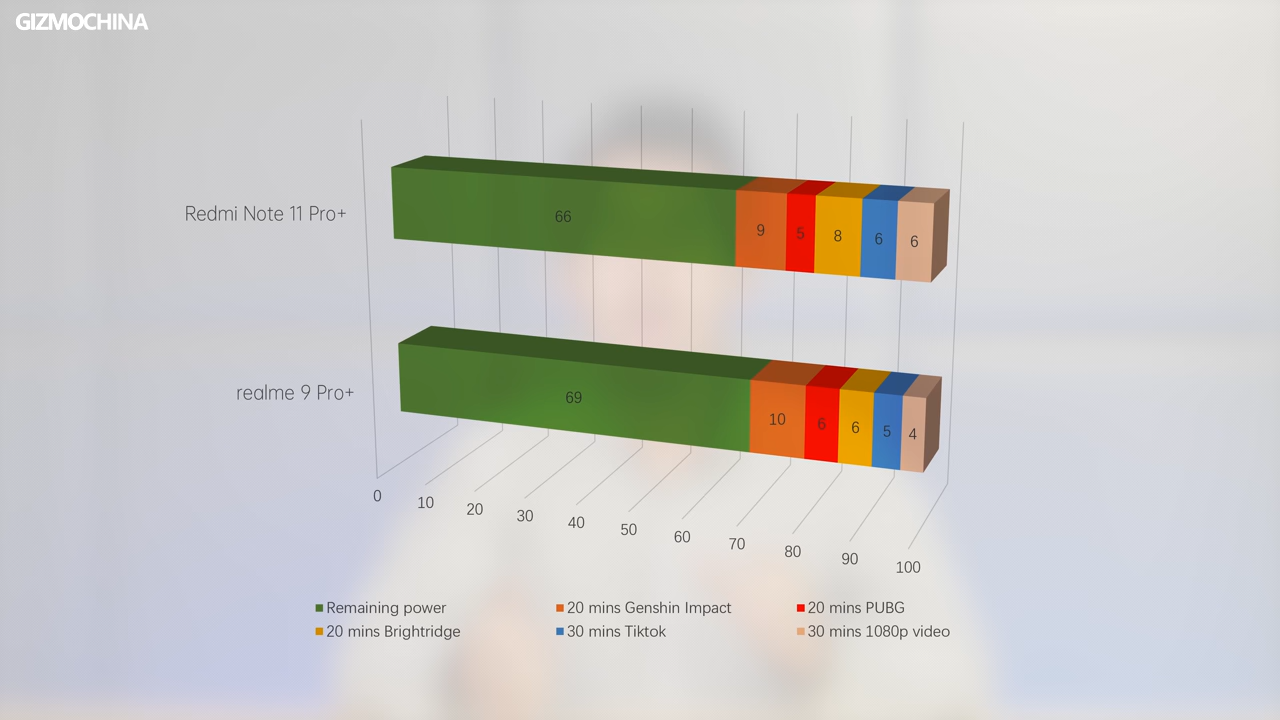 GIZMOCHINA
Redmi Note 11 Pro+
66 9 5 8 6 6
realme 9 Pro+
69 10 6 6 5 4
0 10 20 30 40 50 60 70 80 90 100
Remaining power 20 mins Genshin Impact 20 mins PUBG
20 mins Brightridge 30 mins Tiktok 30 mins 1080p video